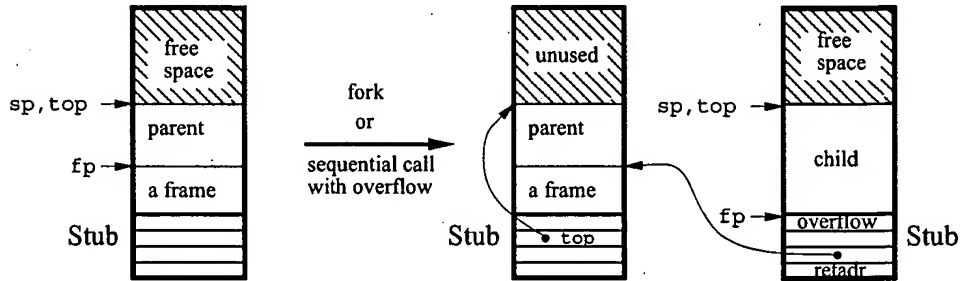 free
space
sp,top
parent
fp
a frame
Stub
fork
or
sequential call
with overflow
unused
parent
a frame
Stub
top
free
space
sp,top
child
fp
overflow
Stub
retadr